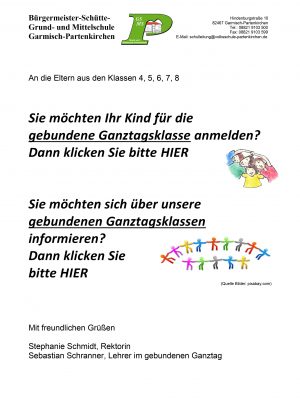 Bürgermeister-Schütte-
Grund- und Mittelschule
Garmisch-Partenkirchen
Hindenburgstraße 16
82467 Garmisch-Partenkirchen
Tel. 08821 9103 500
Fax: 08821 9103 599
E-Mail: schulleitung@volksschule-partenkirchen.de
An die Eltern aus den Klassen 4, 5, 6, 7, 8
Sie möchten Ihr Kind für die
gebundene Ganztagsklasse anmelden?
Dann klicken Sie bitte HIER
Sie möchten sich über unsere
gebundenen Ganztagsklassen
informieren?
Dann klicken Sie
bitte HIER
(Quelle Bilder: pixabay.com)
Mit freundlichen Grüßen
Stephanie Schmidt, Rektorin
Sebastian Schranner, Lehrer im gebundenen Ganztag